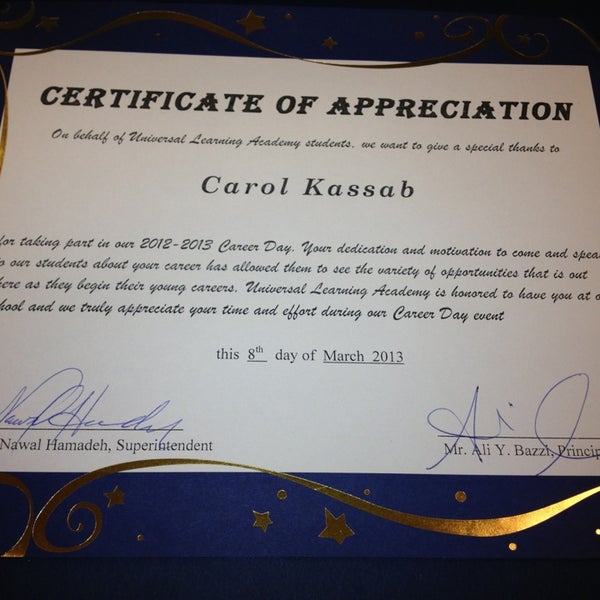 CERTIFICATE OF APPRECIATION
On behalf of Universal Learning Academy students, we want to give a special thanks to
Carol Kassab
for taking part in our 2012-2013 Career Day. Your dedication and motivation to come and speak
to our students about your career has allowed them to see the variety of opportunities that is out
here as they begin their young careers. Universal Learning Academy is honored to have you at o
hool and we truly appreciate your time and effort during our Career Day event
this 8th day of March 2013
Nawal Hamadeh, Superintendent
Mr. Ali Y. Bazzi, Princip